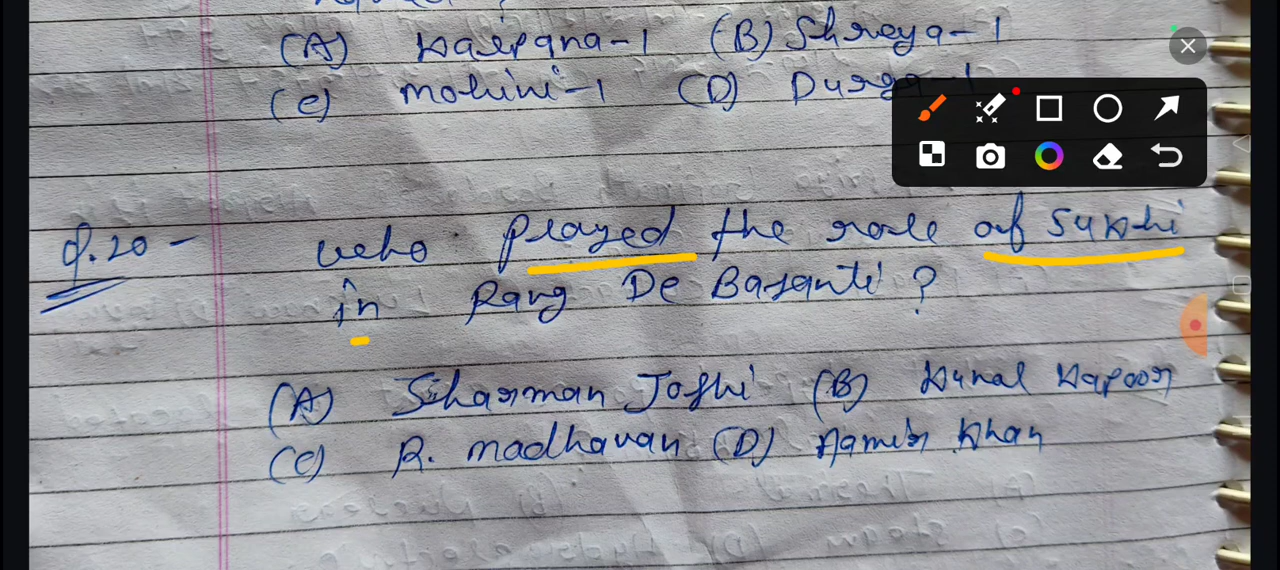 (A) Kalpana-1 (B) Shreya-1
(C) Mohini-1 (D) Durga-1
Q.20 - Who Played the role of Sukhi
in Rang De Basanti ?
(A) Sharman Joshi (B) Kunal Kapoor
(C) R. Madhavan (D) Aamir Khan